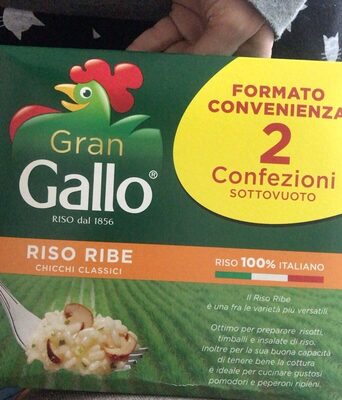 FORMATO
CONVENIENZA
2
Confezioni
SOTTOVUOTO
Gran
Gallo®
RISO dal 1856
RISO RIBE
CHICCHI CLASSICI
RISO 100% ITALIANO
Il Riso Ribe
è una fra le varietà più versatili.
Ottimo per preparare risotti,
timballi e insalate di riso.
Inoltre per la sua buona capacità
di tenere bene la cottura
è ideale per cucinare gustosi
pomodori e peperoni ripieni.